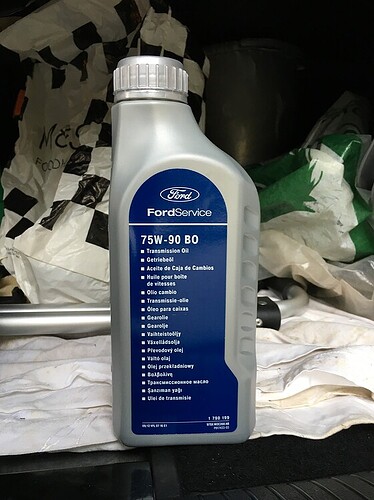 Ford
FordService
75W-90 BO
Transmission Oil
Getriebeöl
Aceite de Caja de Cambios
Huile pour boîte
de vitesses
Olio cambio
Transmissie-olie
Óleo para caixas
Gearolie
Gearolje
Vaihteistoöljy
Växellådsolja
Převodový olej
Váltó olaj
Olej przekładniowy
Βαλβολίνη
Трансмиссионное масло
Şanzıman yağı
Ulei de transmisie
1 790 199